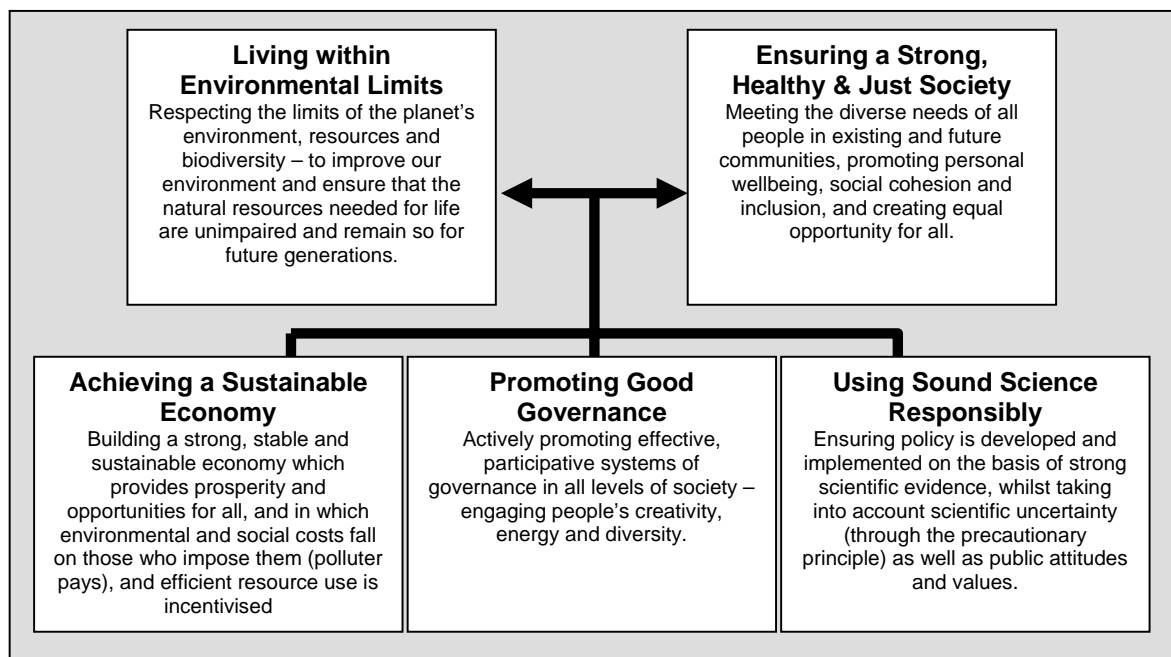 Living within
Environmental Limits
Respecting the limits of the planet's
environment, resources and
biodiversity – to improve our
environment and ensure that the
natural resources needed for life
are unimpaired and remain so for
future generations.
Ensuring a Strong,
Healthy & Just Society
Meeting the diverse needs of all
people in existing and future
communities, promoting personal
wellbeing, social cohesion and
inclusion, and creating equal
opportunity for all.
Achieving a Sustainable
Economy
Building a strong, stable and
sustainable economy which
provides prosperity and
opportunities for all, and in which
environmental and social costs fall
on those who impose them (polluter
pays), and efficient resource use is
incentivised
Promoting Good
Governance
Actively promoting effective,
participative systems of
governance in all levels of society –
engaging people's creativity,
energy and diversity.
Using Sound Science
Responsibly
Ensuring policy is developed and
implemented on the basis of strong
scientific evidence, whilst taking
into account scientific uncertainty
(through the precautionary
principle) as well as public attitudes
and values.